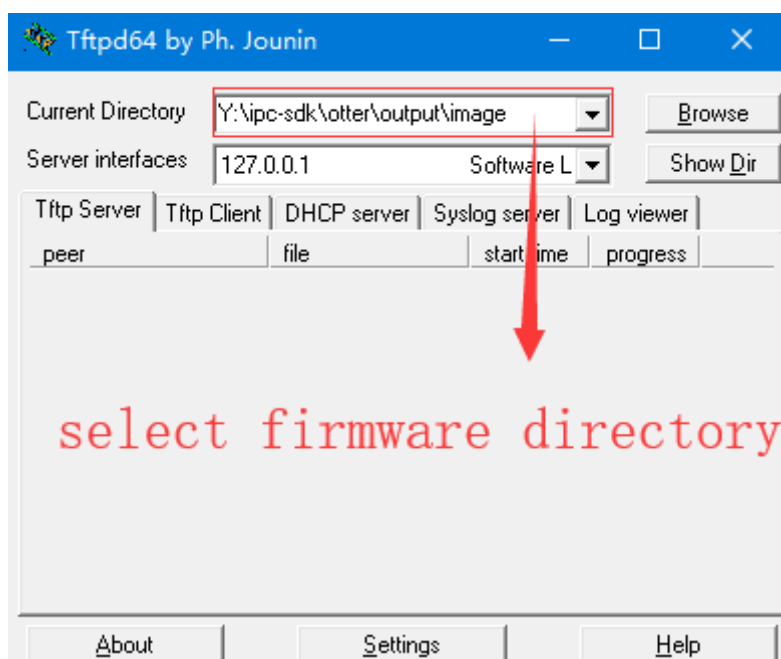 Tftpd64 by Ph. Jounin
Current Directory Y:\ipc-sdk\otter\output\image Browse
Server interfaces 127.0.0.1 Software L Show Dir
Tftp Server Tftp Client DHCP server Syslog server Log viewer
peer file start time progress
select firmware directory
About Settings Help